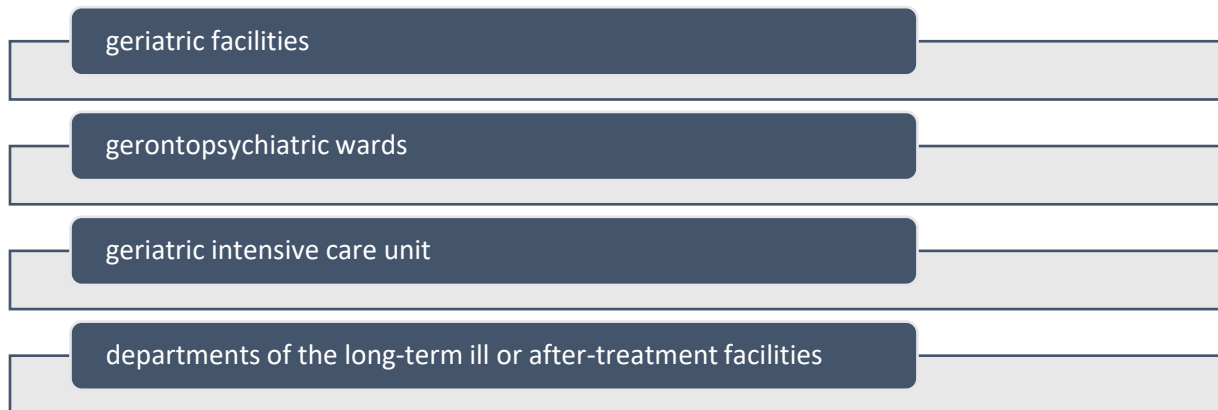 geriatric facilities
gerontopsychiatric wards
geriatric intensive care unit
departments of the long-term ill or after-treatment facilities